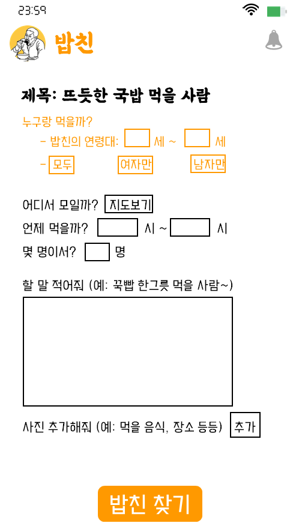 23:59
밥친
제목: 뜨듯한 국밥 먹을 사람
누구랑 먹을까?
- 밥친의 연령대: 세 ~ 세
- 모두 여자만 남자만
어디서 모일까? 지도보기
언제 먹을까? 시 ~ 시
몇 명이서? 명
할 말 적어줘 (예: 꾹빱 한그릇 먹을 사람~)
사진 추가해줘 (예: 먹을 음식, 장소 등등) 추가
밥친 찾기